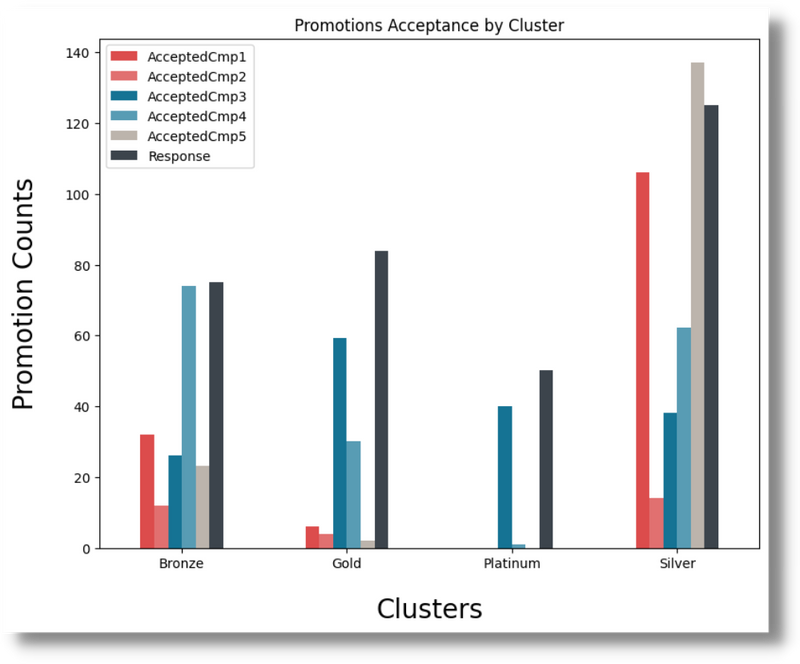 Promotions Acceptance by Cluster
AcceptedCmp1
AcceptedCmp2
AcceptedCmp3
AcceptedCmp4
AcceptedCmp5
Response
Promotion Counts
140
120
100
80
60
40
20
0
Bronze Gold Platinum Silver
Clusters